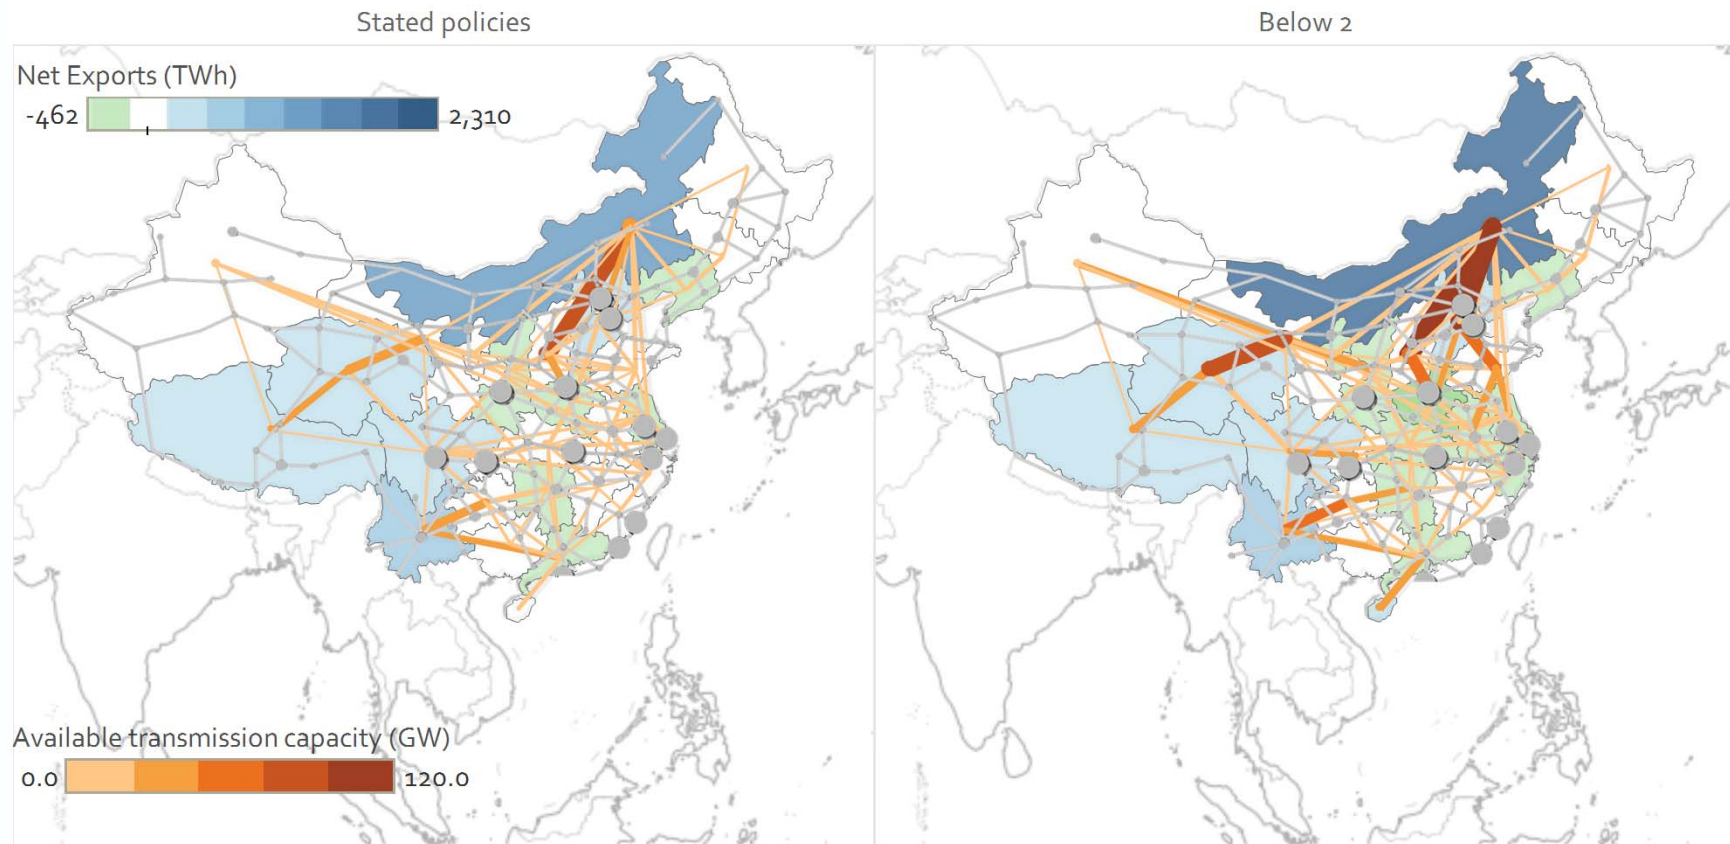 Stated policies
Below 2
Net Exports (TWh)
-462
2,310
Available transmission capacity (GW)
0.0
120.0